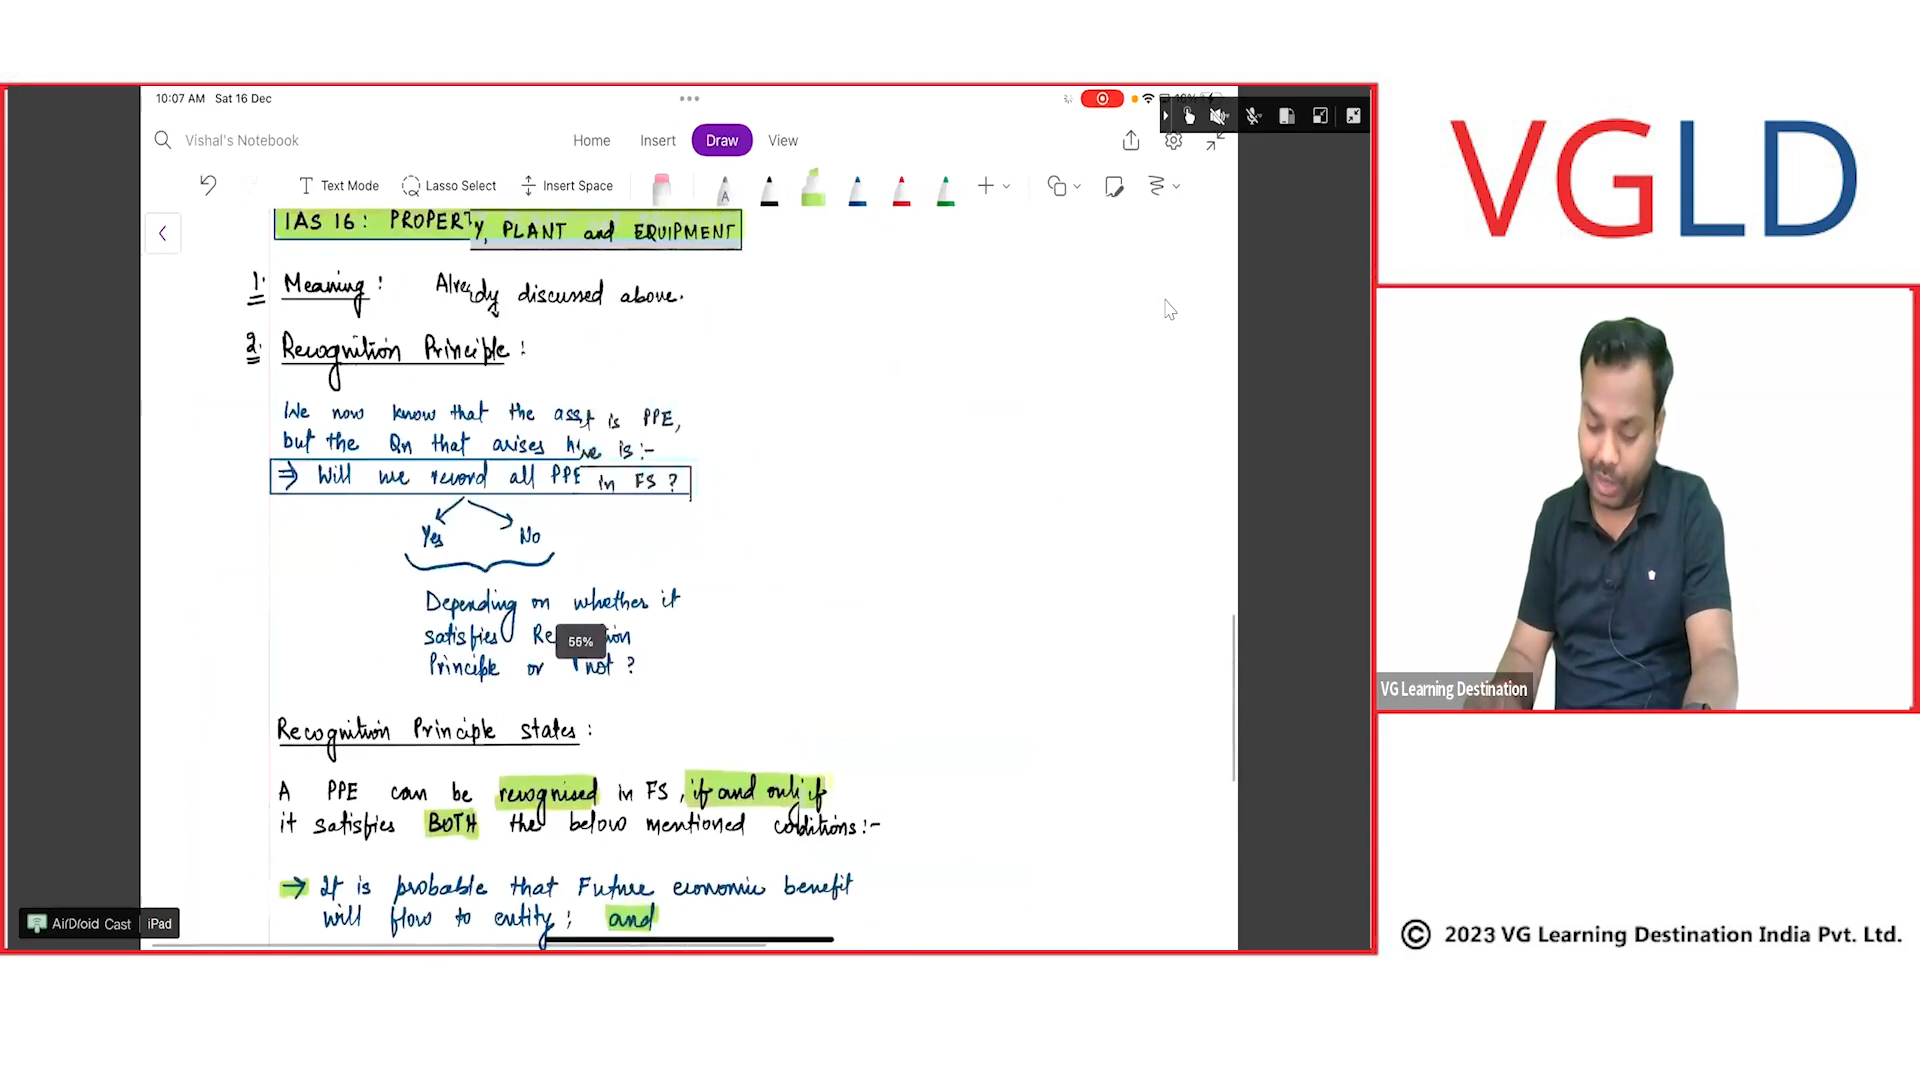 10:07 AM Sat 16 Dec
Vishal's Notebook
Home Insert Draw View
Text Mode Lasso Select Insert Space
IAS 16 : PROPERTY, PLANT and EQUIPMENT
1. Meaning : Already discussed above.
2. Recognition Principle :
We now know that the asset is PPE,
but the Qn that arises here is :-
⇒ Will we record all PPE in FS ?
Yes No
Depending on whether it
satisfies
55%
Principle or not ?
Recognition Principle states :
A PPE can be recognised in FS, if and only if
it satisfies BOTH the below mentioned conditions :-
→ It is probable that Future economic benefit
will flow to entity ; and
AirDroid Cast iPad
VGLD
VG Learning Destination
© 2023 VG Learning Destination India Pvt. Ltd.